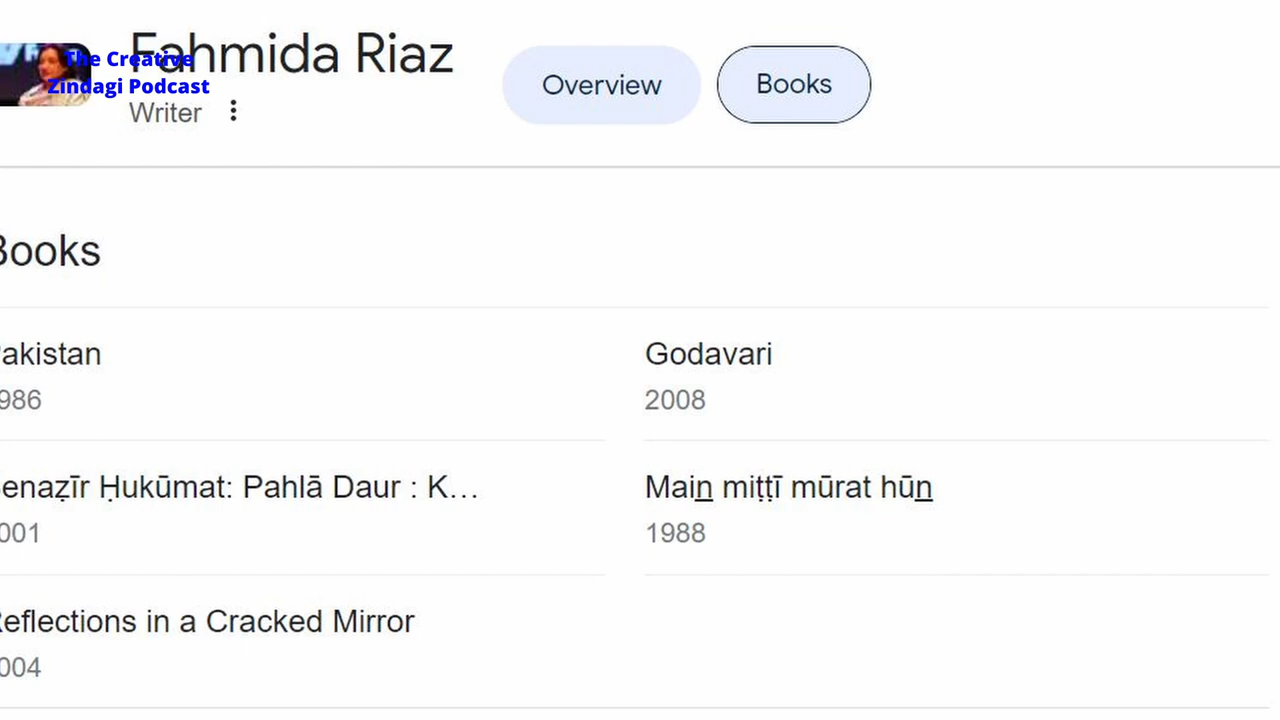 Fahmida Riaz
The Creative
Zindagi Podcast
Writer
Overview
Books
Books
akistan
986
Godavari
2008
enaẓīr Ḥukūmat: Pahlā Daur : K...
001
Mai<u>n</u> miṭṭī mūrat hū<u>n</u>
1988
eflections in a Cracked Mirror
004